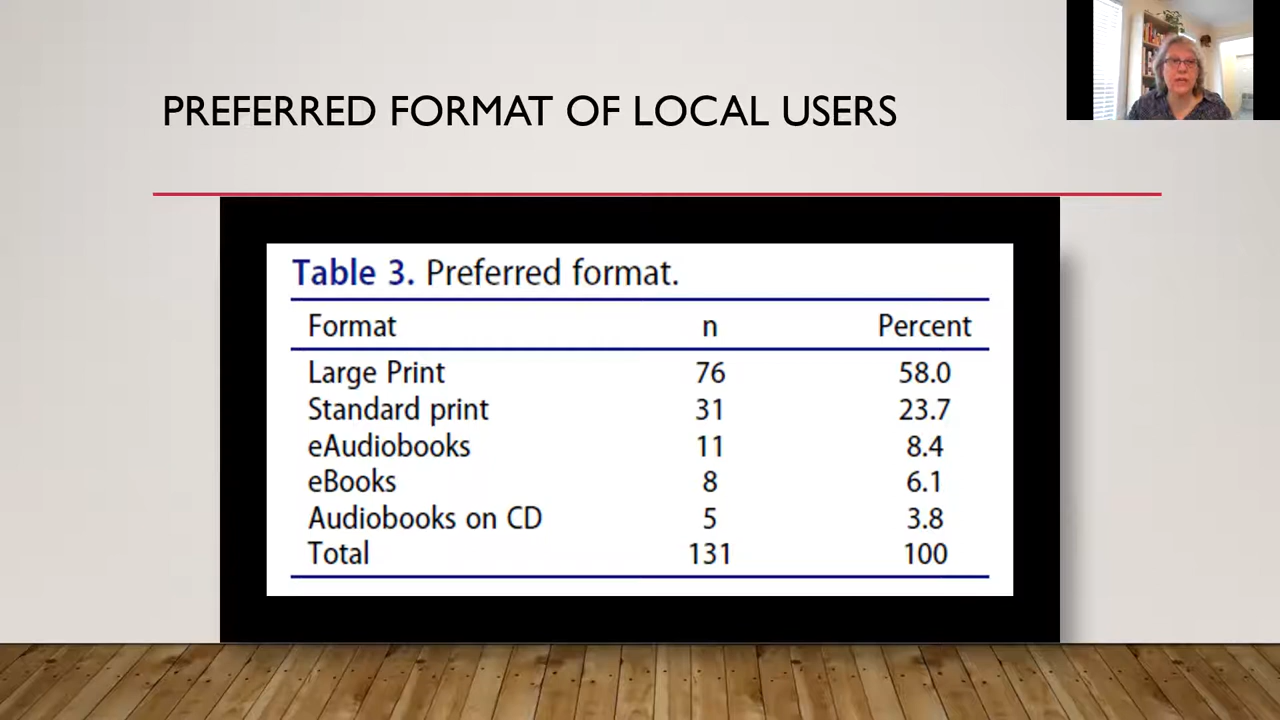 PREFERRED FORMAT OF LOCAL USERS
Table 3. Preferred format.
Format n Percent
Large Print 76 58.0
Standard print 31 23.7
eAudiobooks 11 8.4
eBooks 8 6.1
Audiobooks on CD 5 3.8
Total 131 100